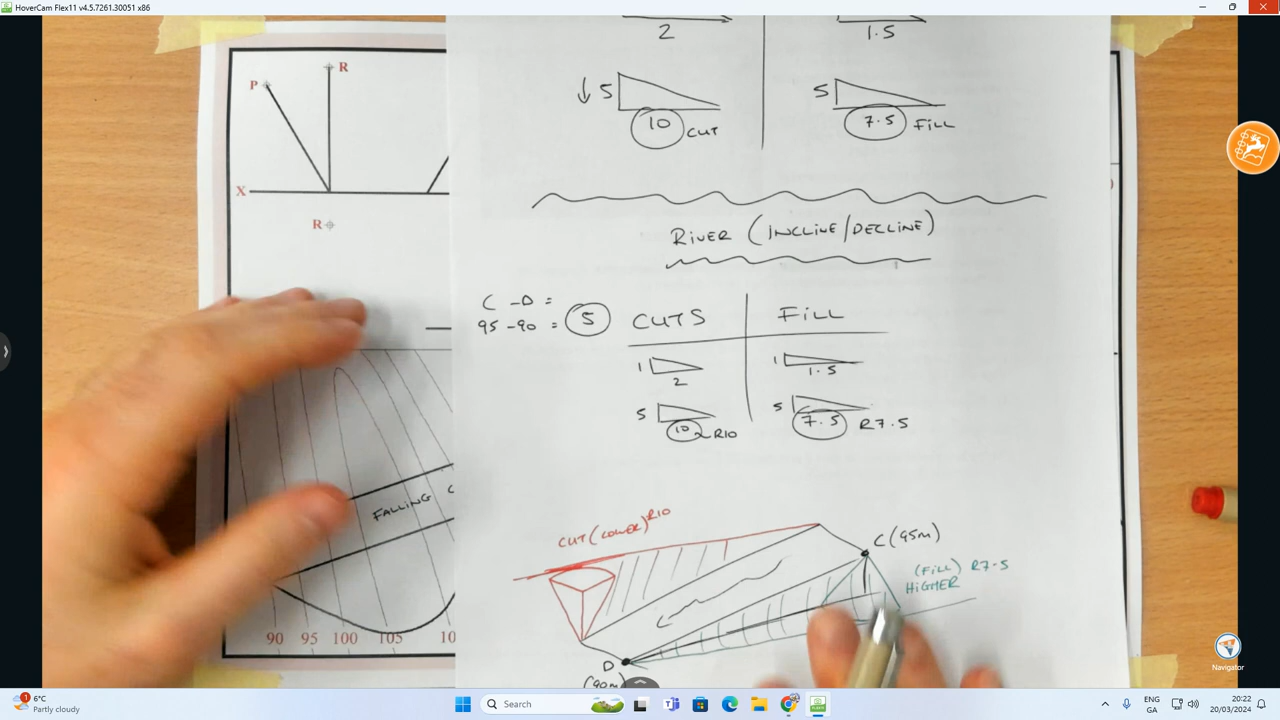 HoverCam Flex11 v4.5.7261.30051 x86
2
1.5
P
R
↓ 5
10 CUT
5
7.5 FILL
X
R
RIVER (INCLINE/DECLINE)
C - D =
95 - 90 = 5
CUTS
FILL
1
2
1
1.5
5
10 R10
5
7.5 R7.5
FALLING
CUT (LOWER) R10
C (95M)
(FILL) R7.5
HIGHER
D
(90M)
90 95 100 105 10
Navigator
1
6°C
Partly cloudy
Search
ENG
GA
20:22
20/03/2024